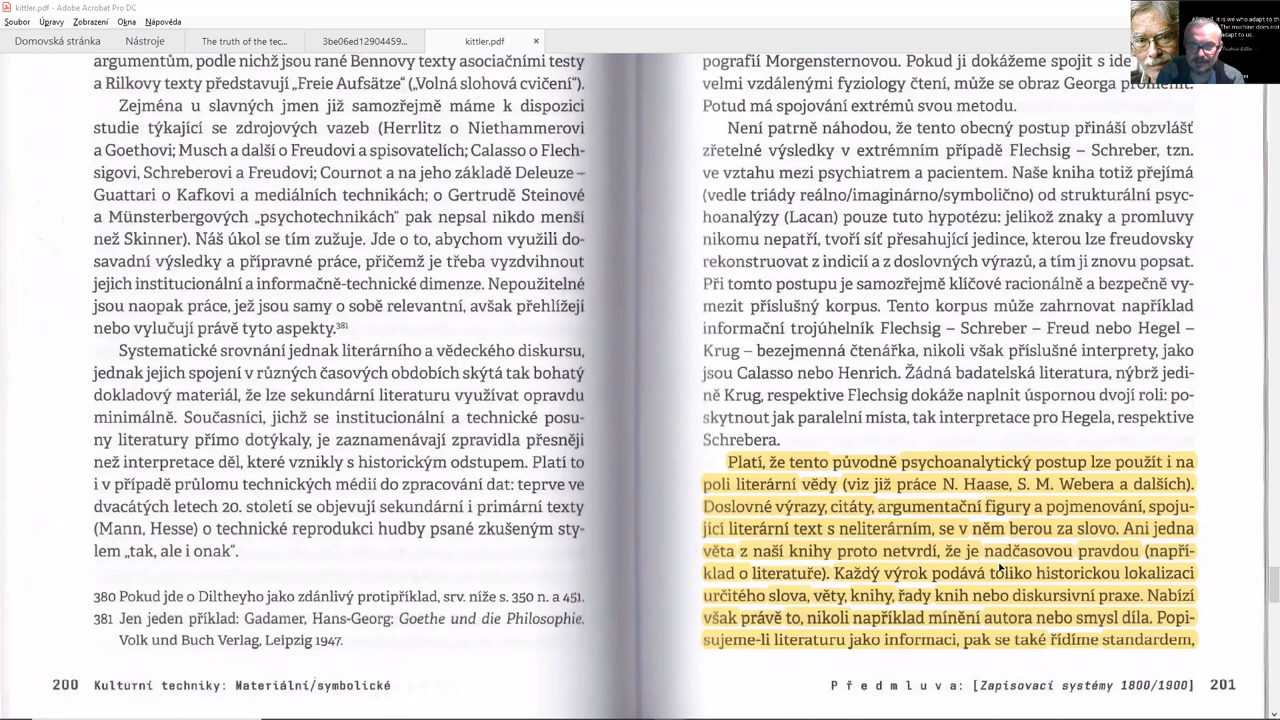 kittler.pdf - Adobe Acrobat Pro DC
Soubor Úpravy Zobrazení Okna Nápověda
Domovská stránka Nástroje The truth of the tec... 3be06ad43c04459... kittler.pdf
After all, it is we who adapt to the
The machine does not
adapt to us.
argumentům, podle nichž jsou rané Bennovy texty asociačními testy
a Rilkovy texty představují „Freie Aufsätze“ („Volná slohová cvičení“).
Zejména u slavných jmen již samozřejmě máme k dispozici
studie týkající se zdrojových vazeb (Herrlitz o Niethammerovi
a Goethovi; Musch a další o Freudovi a spisovatelích; Calasso o Flech-
sigovi, Schreberovi a Freudovi; Cournot a na jeho základě Deleuze –
Guattari o Kafkovi a mediálních technikách; o Gertrudě Steinové
a Münsterbergových „psychotechnikách“ pak nepsal nikdo menší
než Skinner). Náš úkol se tím zužuje. Jde o to, abychom využili do-
savadní výsledky a přípravné práce, přičemž je třeba vyzdvihnout
jejich institucionální a informačně-technické dimenze. Nepoužitelné
jsou naopak práce, jež jsou samy o sobě relevantní, avšak přehlížejí
nebo vylučují právě tyto aspekty.³⁸¹
Systematické srovnání jednak literárního a vědeckého diskursu,
jednak jejich spojení v různých časových obdobích skýtá tak bohatý
dokladový materiál, že lze sekundární literaturu využívat opravdu
minimálně. Současníci, jichž se institucionální a technické posu-
ny literatury přímo dotýkaly, je zaznamenávají zpravidla přesněji
než interpretace děl, které vznikly s historickým odstupem. Platí to
i v případě průlomu technických médií do zpracování dat: teprve ve
dvacátých letech 20. století se objevují sekundární i primární texty
(Mann, Hesse) o technické reprodukci hudby psané zkušeným sty-
lem „tak, ale i onak“.
380 Pokud jde o Diltheyho jako zdánlivý protipříklad, srv. níže s. 350 n. a 451.
381 Jen jeden příklad: Gadamer, Hans-Georg: Goethe und die Philosophie.
Volk und Buch Verlag, Leipzig 1947.
200 Kulturní techniky: Materiální/symbolické
pografií Morgensternovou. Pokud ji dokážeme spojit s
velmi vzdálenými fyziology čtení, může se obraz Georga proměnit.
Potud má spojování extrémů svou metodu.
Není patrně náhodou, že tento obecný postup přináší obzvlášť
zřetelné výsledky v extrémním případě Flechsig – Schreber, tzn.
ve vztahu mezi psychiatrem a pacientem. Naše kniha totiž přejímá
(vedle triády reálno/imaginárno/symbolično) od strukturální psyc-
hoanalýzy (Lacan) pouze tuto hypotézu: jelikož znaky a promluvy
nikomu nepatří, tvoří síť přesahující jedince, kterou lze freudovsky
rekonstruovat z indicií a z doslovných výrazů, a tím ji znovu popsat.
Při tomto postupu je samozřejmě klíčové racionálně a bezpečně vy-
mezit příslušný korpus. Tento korpus může zahrnovat například
informační trojúhelník Flechsig – Schreber – Freud nebo Hegel –
Krug – bezejmenná čtenářka, nikoli však příslušné interprety, jako
jsou Calasso nebo Henrich. Žádná badatelská literatura, nýbrž jedi-
ně Krug, respektive Flechsig dokáže naplnit úspornou dvojí roli: po-
skytnout jak paralelní místa, tak interpretace pro Hegela, respektive
Schrebera.
Platí, že tento původně psychoanalytický postup lze použít i na
poli literární vědy (viz již práce N. Haase, S. M. Webera a dalších).
Doslovné výrazy, citáty, argumentační figury a pojmenování, spoju-
jící literární text s neliterárním, se v něm berou za slovo. Ani jedna
věta z naší knihy proto netvrdí, že je nadčasovou pravdou (napří-
klad o literatuře). Každý výrok podává toliko historickou lokalizaci
určitého slova, věty, knihy, řady knih nebo diskursivní praxe. Nabízí
však právě to, nikoli například mínění autora nebo smysl díla. Popi-
sujeme-li literaturu jako informaci, pak se také řídíme standardem,
Předmluva: [Zapisovací systémy 1800/1900] 201